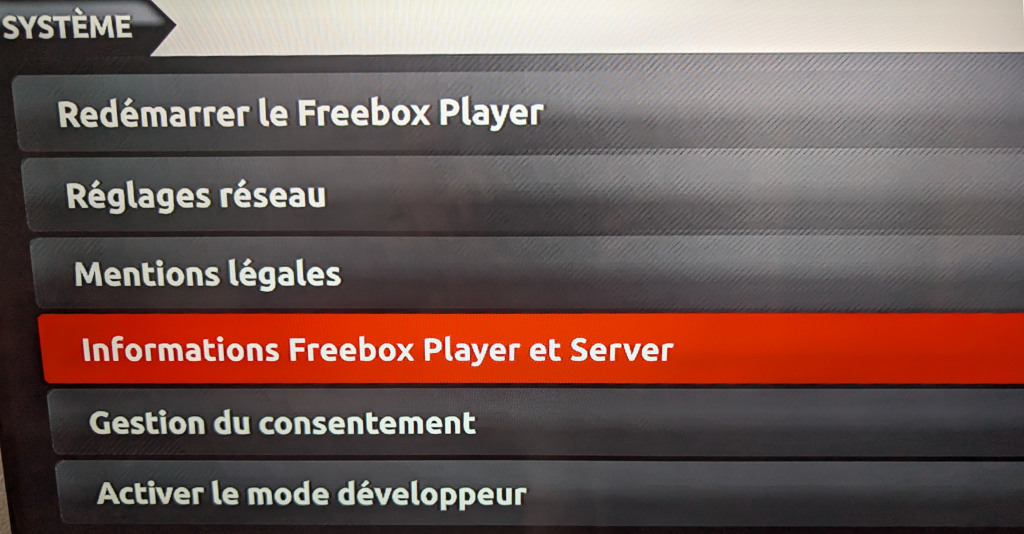 SYSTÈME
Redémarrer le Freebox Player
Réglages réseau
Mentions légales
Informations Freebox Player et Server
Gestion du consentement
Activer le mode développeur